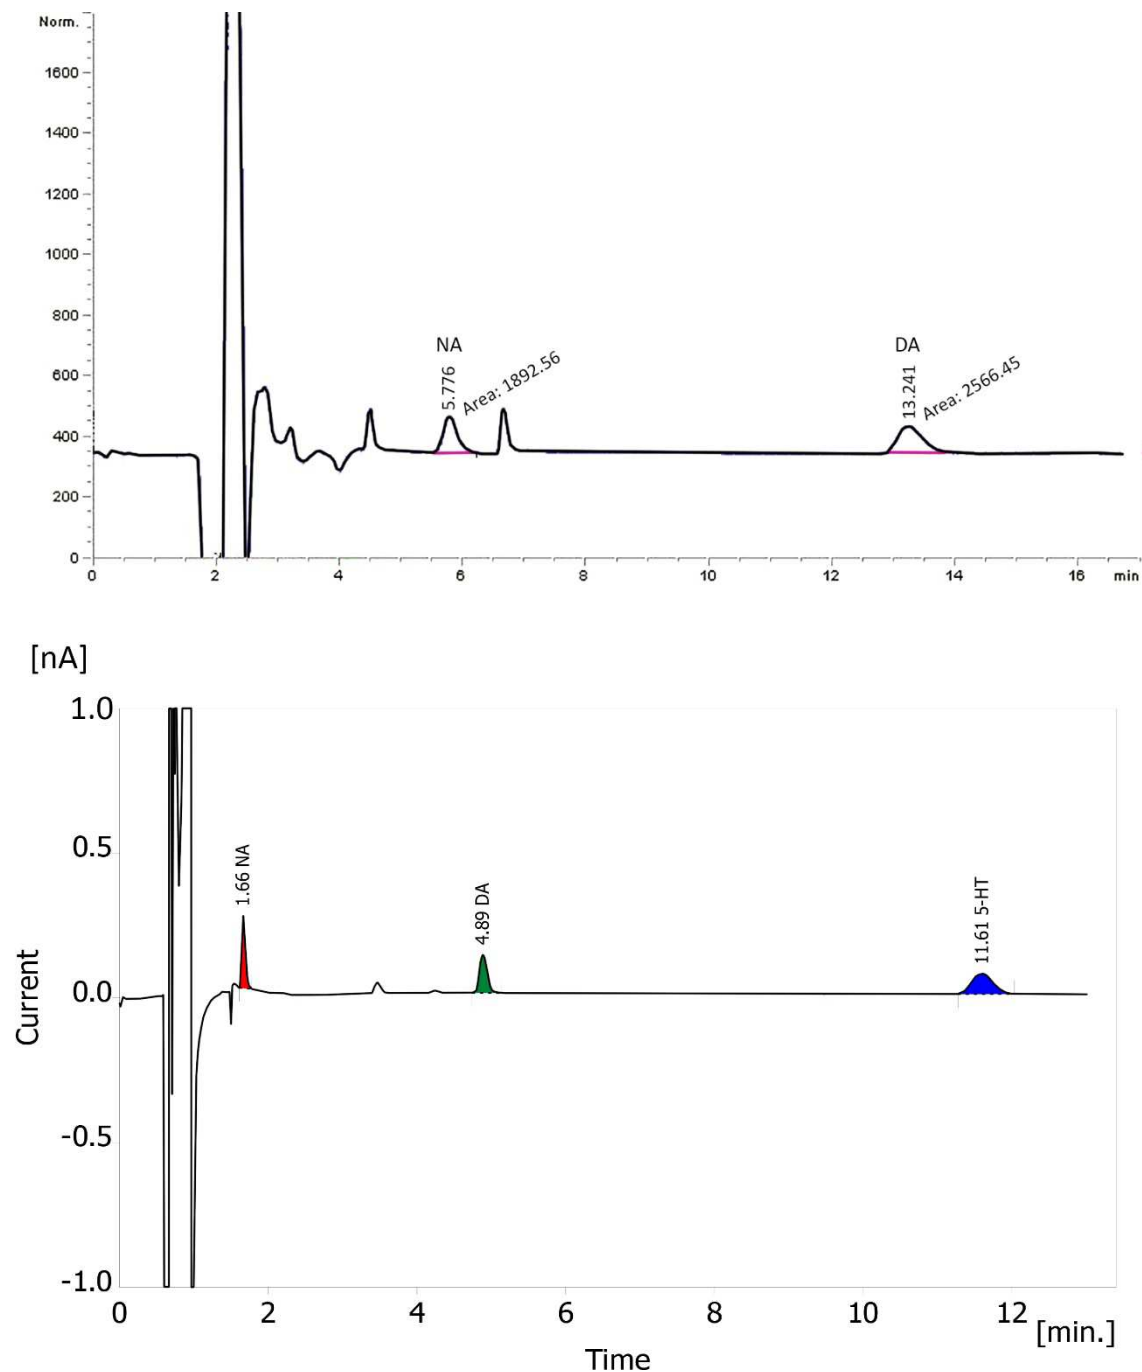 Norm.
1600
1400
1200
1000
800
600
400
200
0
NA
5.776
Area: 1892.56
DA
13.241
Area: 2566.45
0 2 4 6 8 10 12 14 16 min
[nA]
1.0
0.5
0.0
-0.5
-1.0
Current
1.66 NA
4.89 DA
11.61 5-HT
0 2 4 6 8 10 12 [min.]
Time